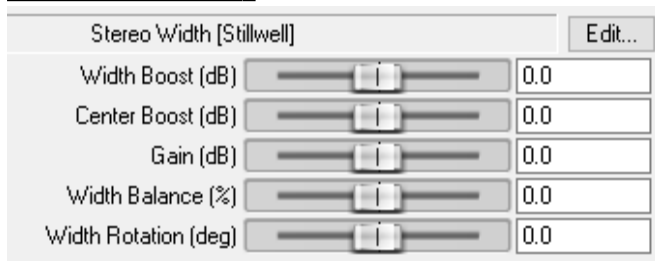 Stereo Width [Stillwell] Edit...
Width Boost (dB) 0.0
Center Boost (dB) 0.0
Gain (dB) 0.0
Width Balance (%) 0.0
Width Rotation (deg) 0.0